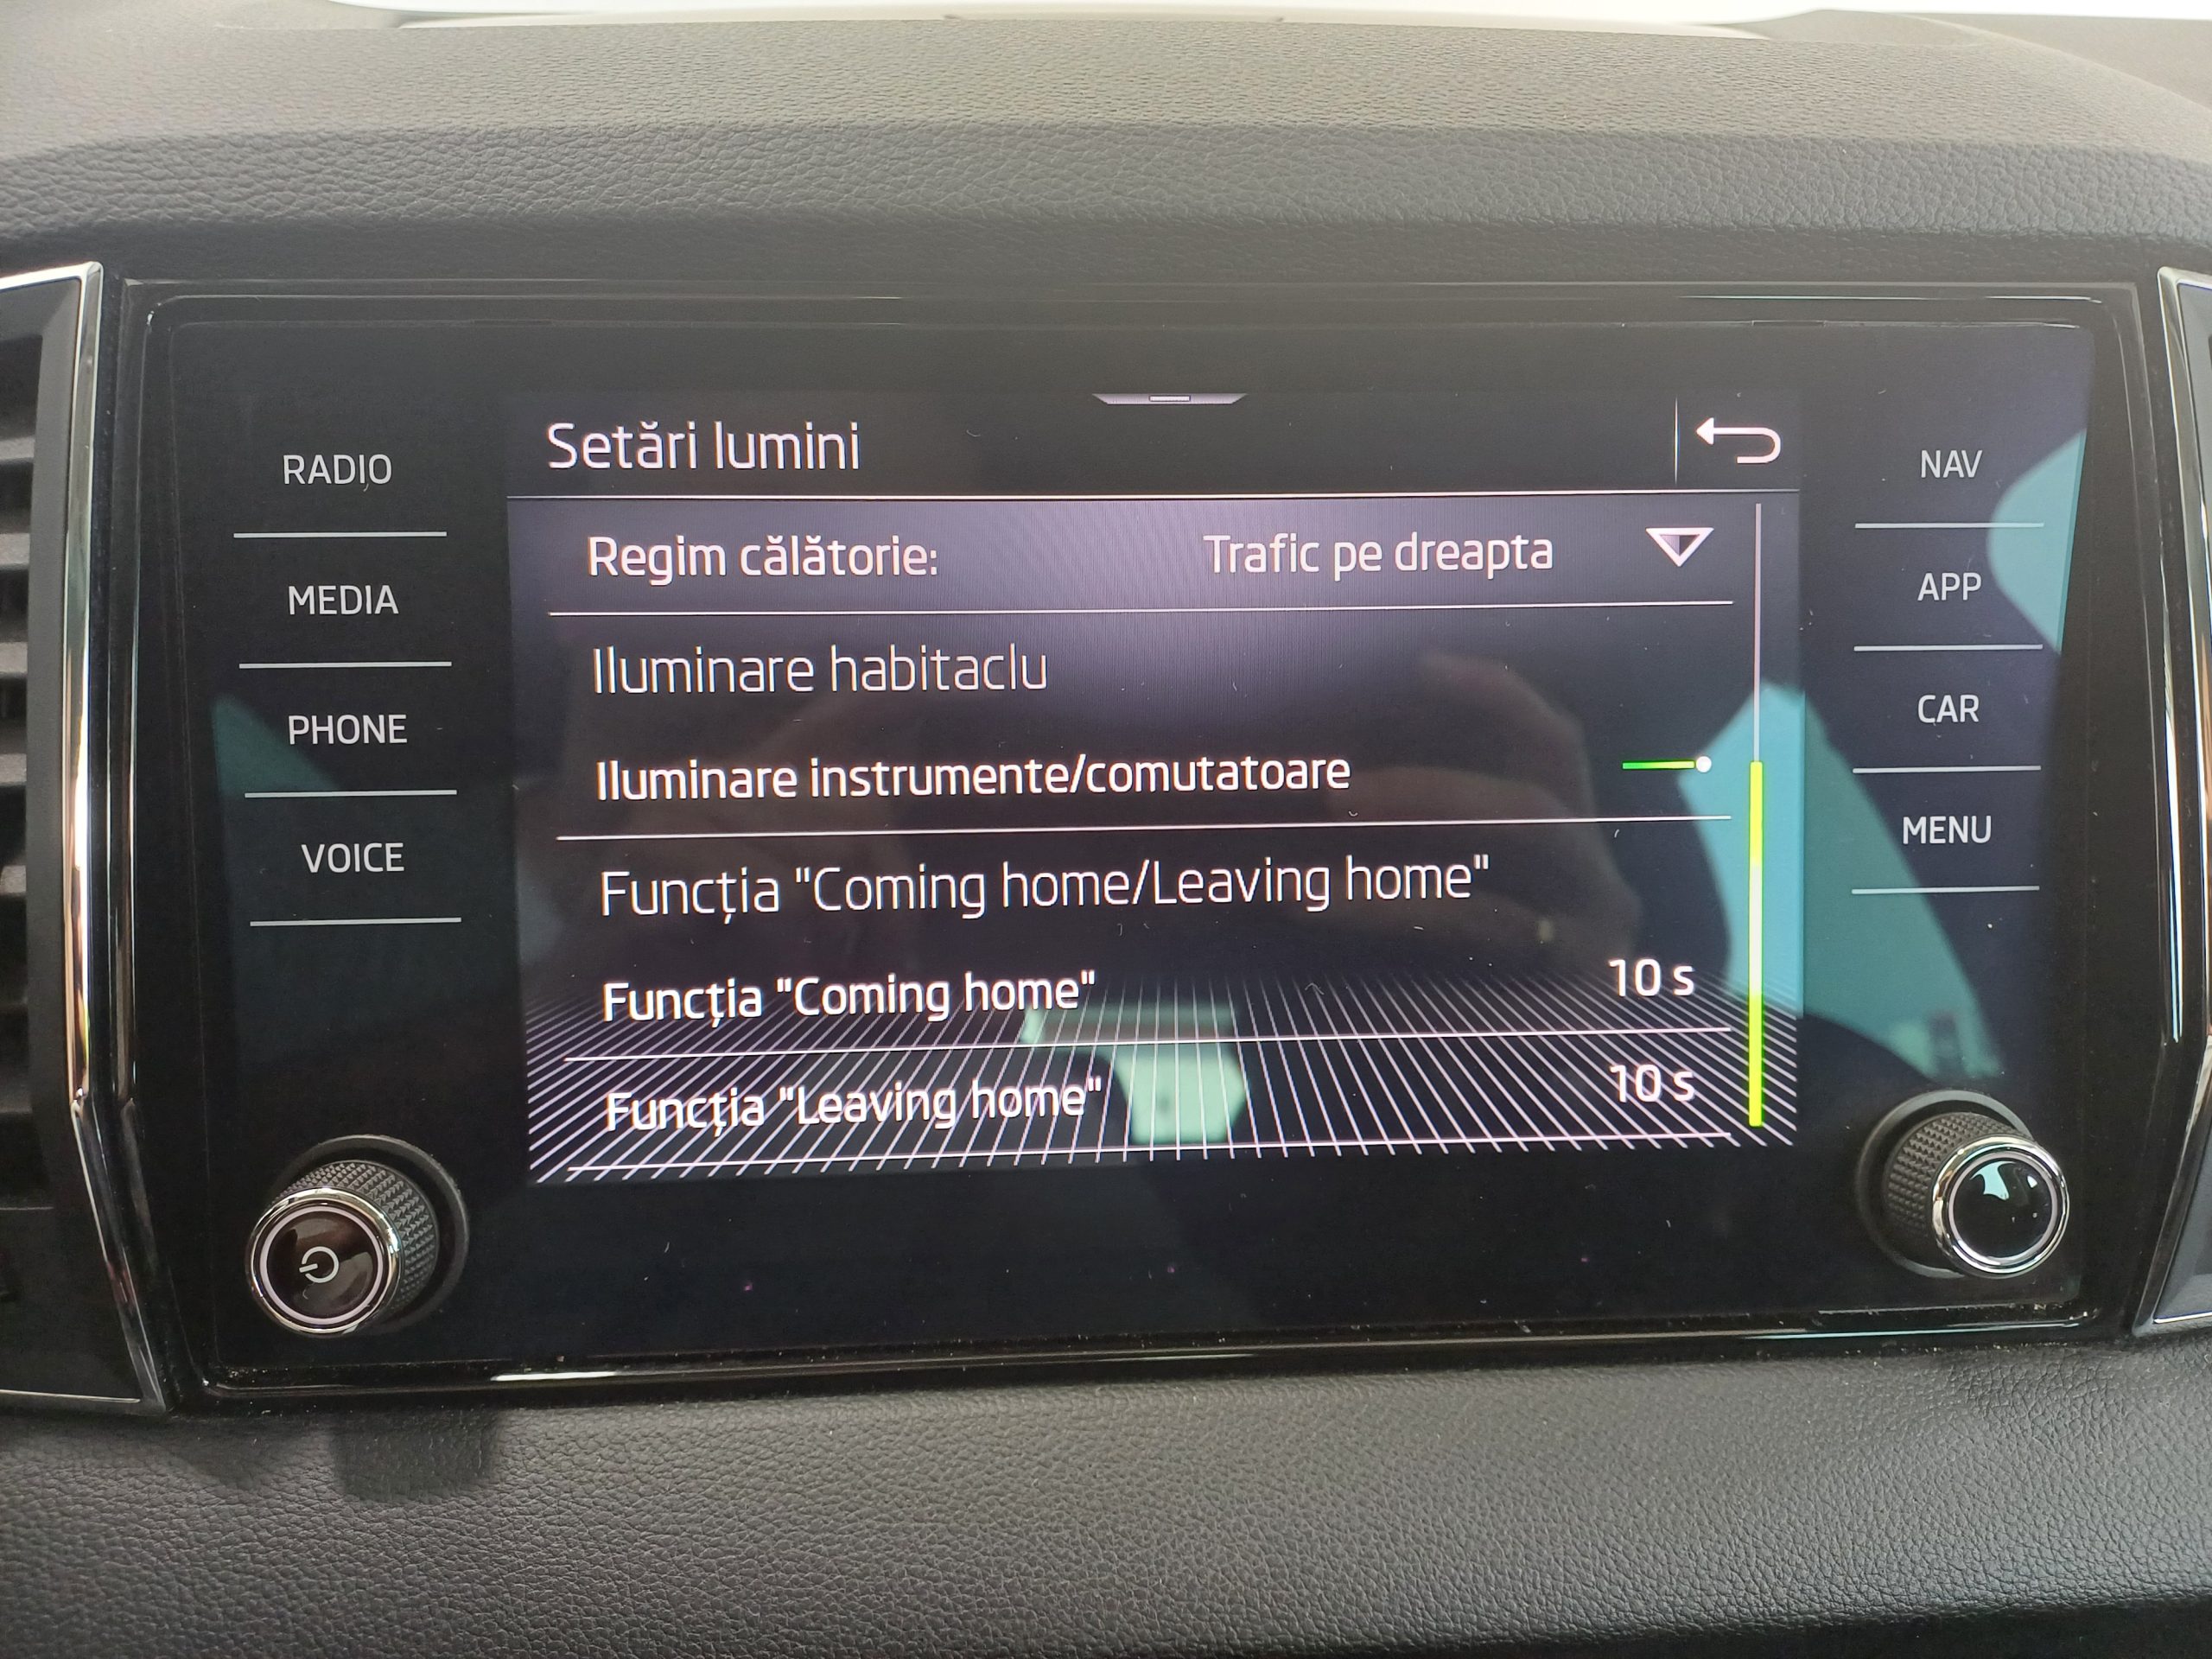 Setări lumini
Regim călătorie: Trafic pe dreapta
Iluminare habitaclu
Iluminare instrumente/comutatoare
Funcția "Coming home/Leaving home"
Funcția "Coming home" 10 s
Funcția "Leaving home" 10 s
RADIO
MEDIA
PHONE
VOICE
NAV
APP
CAR
MENU